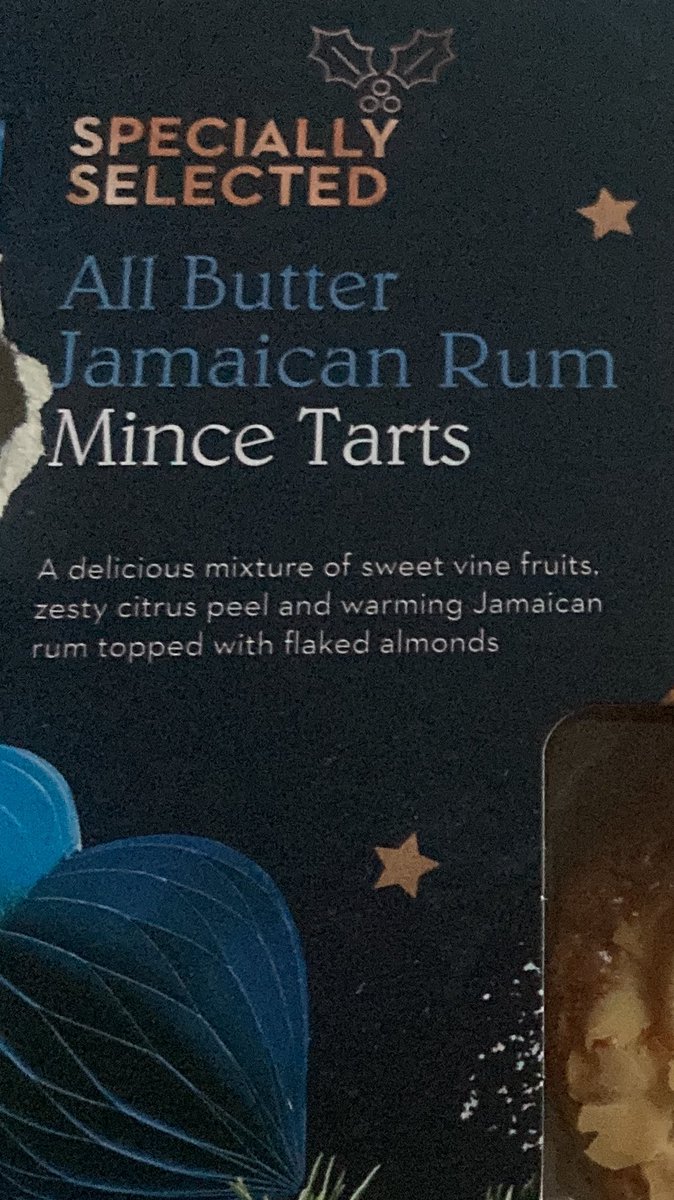 SPECIALLY
SELECTED
All Butter
Jamaican Rum
Mince Tarts
A delicious mixture of sweet vine fruits,
zesty citrus peel and warming Jamaican
rum topped with flaked almonds